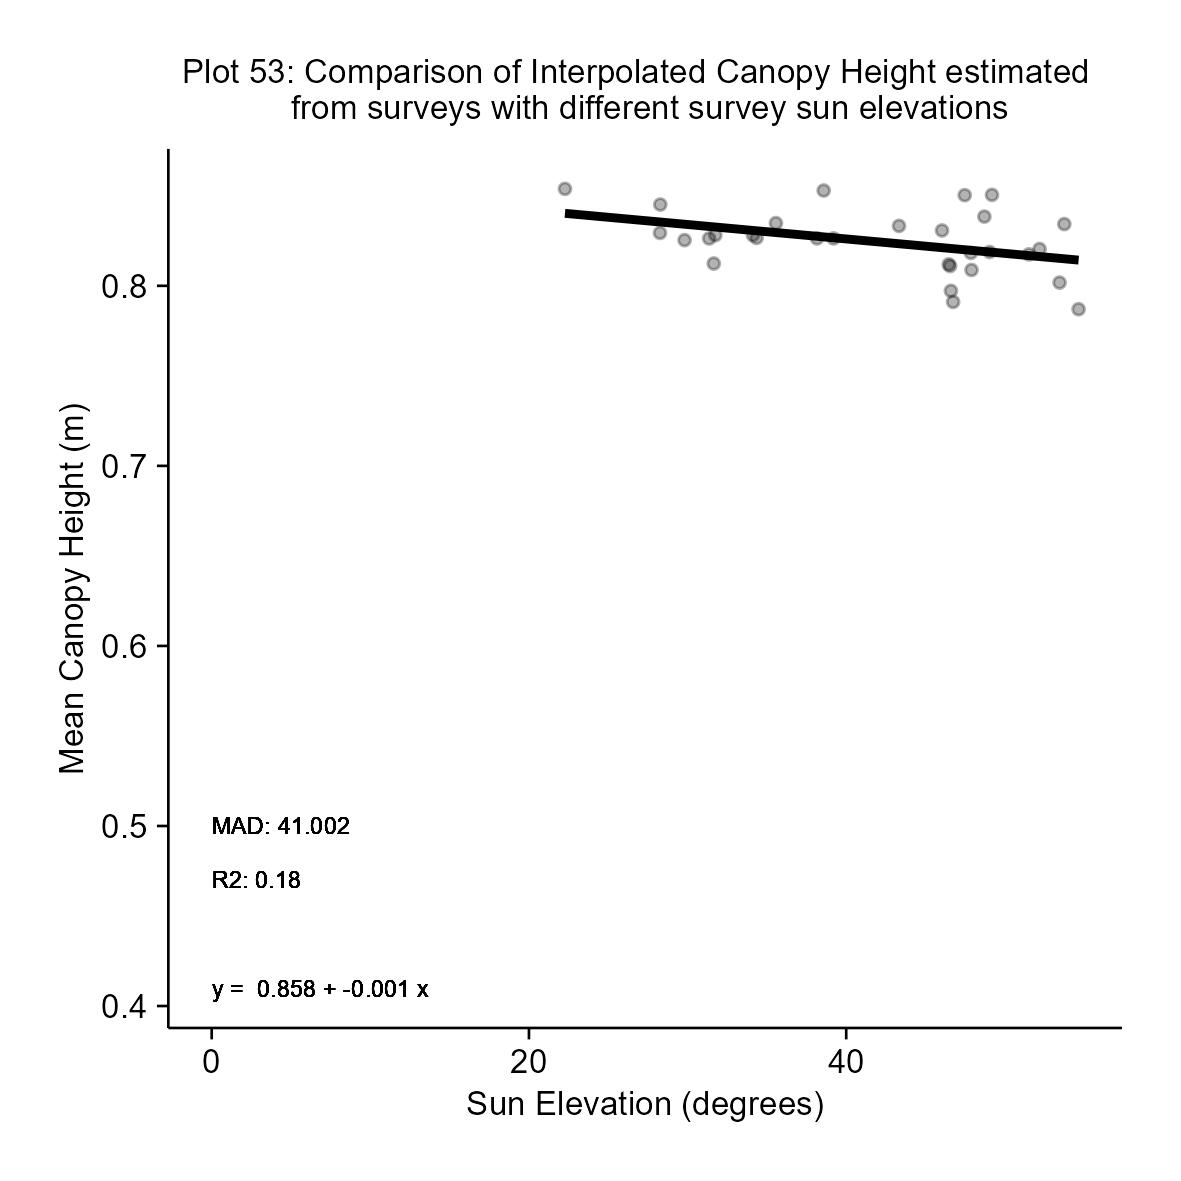 Plot 53: Comparison of Interpolated Canopy Height estimated
from surveys with different survey sun elevations
Mean Canopy Height (m)
0.8
0.7
0.6
0.5
0.4
MAD: 41.002
R2: 0.18
y =  0.858 + -0.001 x
0
20
40
Sun Elevation (degrees)